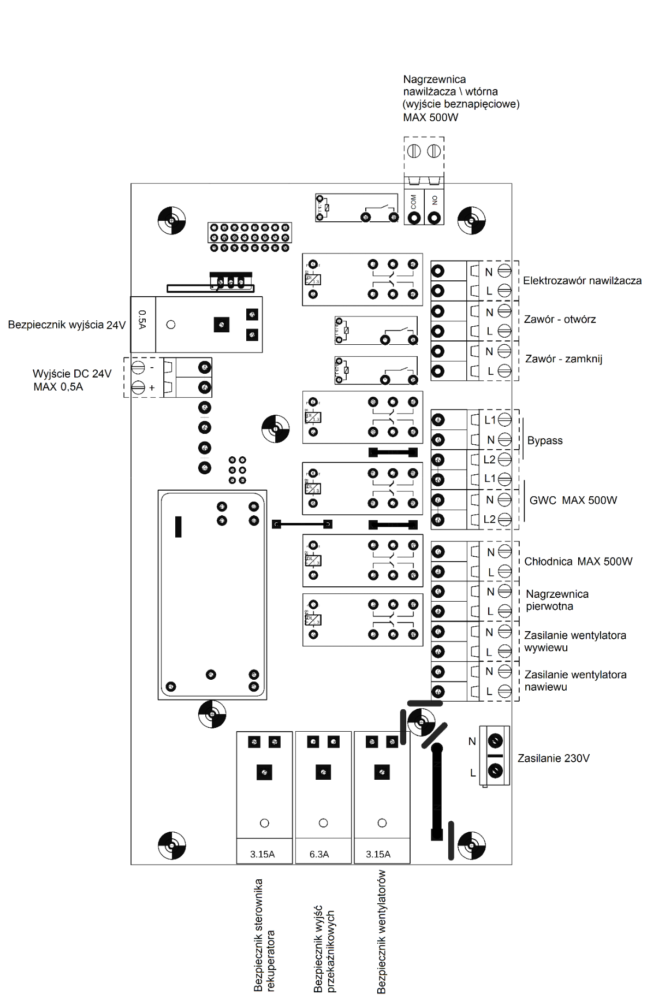 Nagrzewnica
nawilżacza \ wtórna
(wyjście beznapięciowe)
MAX 500W
COM
NO
N
L
Elektrozawór nawilżacza
N
L
Zawór - otwórz
N
L
Zawór - zamknij
0.5A
Bezpiecznik wyjścia 24V
Wyjście DC 24V
MAX 0,5A
-
+
L1
N
L2
Bypass
L1
N
L2
GWC MAX 500W
N
L
Chłodnica MAX 500W
N
L
Nagrzewnica
pierwotna
N
L
Zasilanie wentylatora
wywiewu
N
L
Zasilanie wentylatora
nawiewu
N
L
Zasilanie 230V
3.15A
6.3A
3.15A
Bezpiecznik sterownika
rekuperatora
Bezpiecznik wyjść
przekaźnikowych
Bezpiecznik wentylatorów